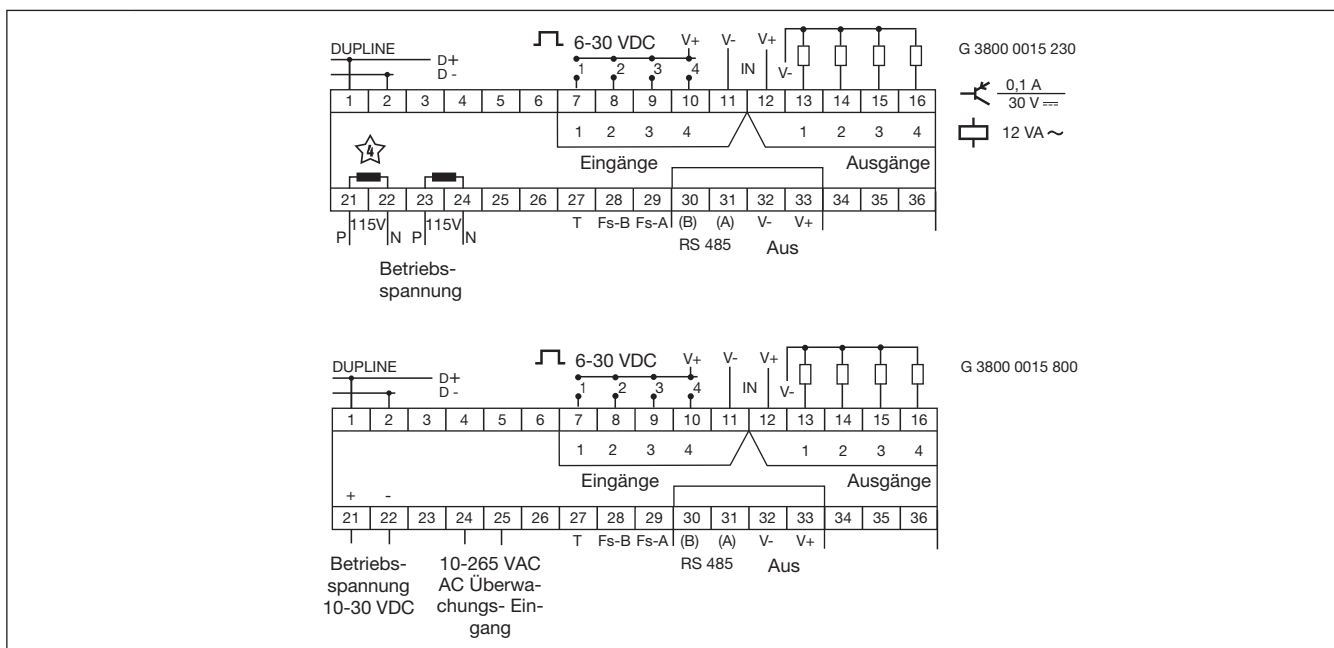 6-30 VDC V+ V- V+
DUPLINE D+ 1 2 3 4 IN V- G 3800 0015 230
D -
1 2 3 4 5 6 7 8 9 10 11 12 13 14 15 16 0,1 A
30 V
1 2 3 4 1 2 3 4 12 VA ~
4 Eingänge Ausgänge
21 22 23 24 25 26 27 28 29 30 31 32 33 34 35 36
P 115V N P 115V N T Fs-B Fs-A (B) (A) V- V+
RS 485 Aus
Betriebs-
spannung
6-30 VDC V+ V- V+
DUPLINE D+ 1 2 3 4 IN V- G 3800 0015 800
D -
1 2 3 4 5 6 7 8 9 10 11 12 13 14 15 16
1 2 3 4 1 2 3 4
Eingänge Ausgänge
+ -
21 22 23 24 25 26 27 28 29 30 31 32 33 34 35 36
T Fs-B Fs-A (B) (A) V- V+
RS 485 Aus
Betriebs-
spannung
10-30 VDC
10-265 VAC
AC Überwa-
chungs- Ein-
gang